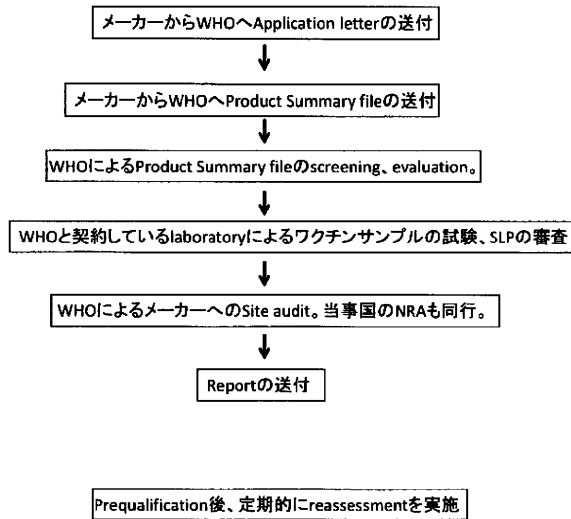 メーカーからWHOへApplication letterの送付
メーカーからWHOへProduct Summary fileの送付
WHOによるProduct Summary fileのscreening、evaluation。
WHOと契約しているlaboratoryによるワクチンサンプルの試験、SLPの審査
WHOによるメーカーへのSite audit。当事国のNRAも同行。
Reportの送付
Prequalification後、定期的にreassessmentを実施